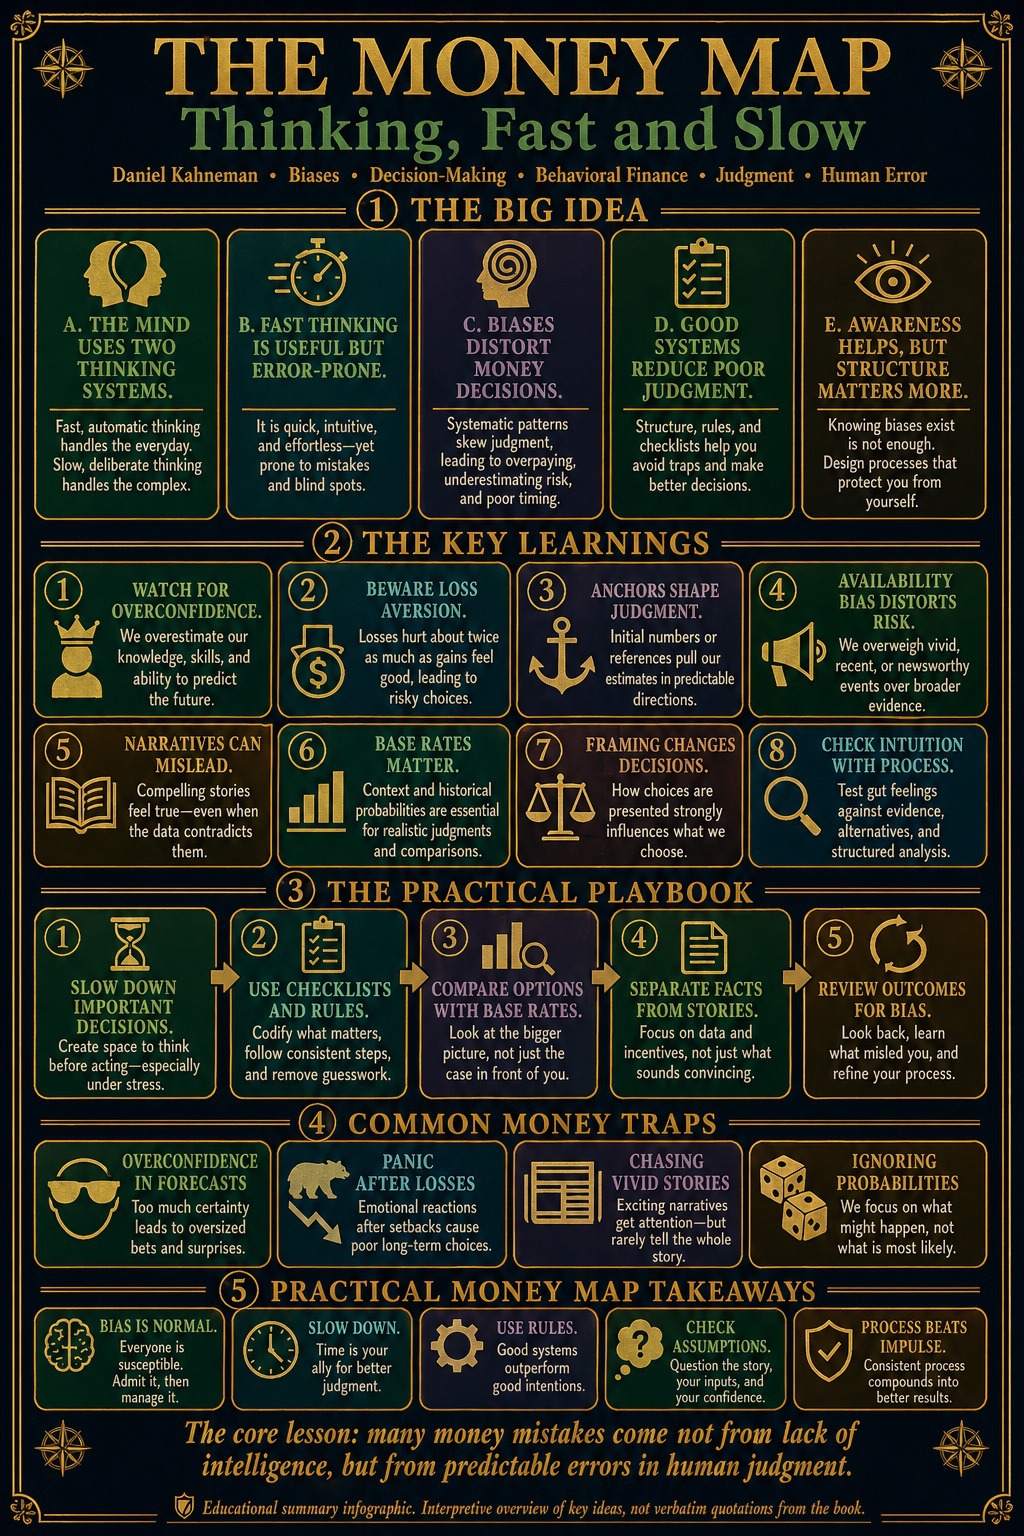 THE MONEY MAP
Thinking, Fast and Slow
Daniel Kahneman • Biases • Decision-Making • Behavioral Finance • Judgment • Human Error
1 THE BIG IDEA
A. THE MIND
USES TWO
THINKING
SYSTEMS.
Fast, automatic thinking
handles the everyday.
Slow, deliberate thinking
handles the complex.
B. FAST THINKING
IS USEFUL BUT
ERROR-PRONE.
It is quick, intuitive,
and effortless—yet
prone to mistakes
and blind spots.
C. BIASES
DISTORT
MONEY
DECISIONS.
Systematic patterns
skew judgment,
leading to overpaying,
underestimating risk,
and poor timing.
D. GOOD
SYSTEMS
REDUCE POOR
JUDGMENT.
Structure, rules, and
checklists help you
avoid traps and make
better decisions.
E. AWARENESS
HELPS, BUT
STRUCTURE
MATTERS MORE.
Knowing biases exist
is not enough.
Design processes that
protect you from
yourself.
2 THE KEY LEARNINGS
1
WATCH FOR
OVERCONFIDENCE.
We overestimate our
knowledge, skills, and
ability to predict
the future.
2
BEWARE LOSS
AVERSION.
$
Losses hurt about twice
as much as gains feel
good, leading to
risky choices.
3
ANCHORS SHAPE
JUDGMENT.
Initial numbers or
references pull our
estimates in predictable
directions.
4
AVAILABILITY
BIAS DISTORTS
RISK.
We overweigh vivid,
recent, or newsworthy
events over broader
evidence.
5
NARRATIVES CAN
MISLEAD.
Compelling stories
feel true—even when
the data contradicts
them.
6
BASE RATES
MATTER.
Context and historical
probabilities are essential
for realistic judgments
and comparisons.
7
FRAMING CHANGES
DECISIONS.
How choices are
presented strongly
influences what we
choose.
8
CHECK INTUITION
WITH PROCESS.
Test gut feelings
against evidence,
alternatives, and
structured analysis.
3 THE PRACTICAL PLAYBOOK
1
SLOW DOWN
IMPORTANT
DECISIONS.
Create space to think
before acting—especially
under stress.
2
USE CHECKLISTS
AND RULES.
Codify what matters,
follow consistent steps,
and remove guesswork.
3
COMPARE OPTIONS
WITH BASE RATES.
Look at the bigger
picture, not just the
case in front of you.
4
SEPARATE FACTS
FROM STORIES.
Focus on data and
incentives, not just what
sounds convincing.
5
REVIEW OUTCOMES
FOR BIAS.
Look back, learn
what misled you, and
refine your process.
4 COMMON MONEY TRAPS
OVERCONFIDENCE
IN FORECASTS
Too much certainty
leads to oversized
bets and surprises.
PANIC
AFTER LOSSES
Emotional reactions
after setbacks cause
poor long-term choices.
CHASING
VIVID STORIES
Exciting narratives
get attention—but
rarely tell the whole
story.
IGNORING
PROBABILITIES
We focus on what
might happen, not
what is most likely.
5 PRACTICAL MONEY MAP TAKEAWAYS
BIAS IS NORMAL.
Everyone is
susceptible.
Admit it, then
manage it.
SLOW DOWN.
Time is your
ally for better
judgment.
USE RULES.
Good systems
outperform
good intentions.
?
CHECK
ASSUMPTIONS.
Question the story,
your inputs, and
your confidence.
PROCESS BEATS
IMPULSE.
Consistent process
compounds into
better results.
The core lesson: many money mistakes come not from lack of
intelligence, but from predictable errors in human judgment.
Educational summary infographic. Interpretive overview of key ideas, not verbatim quotations from the book.